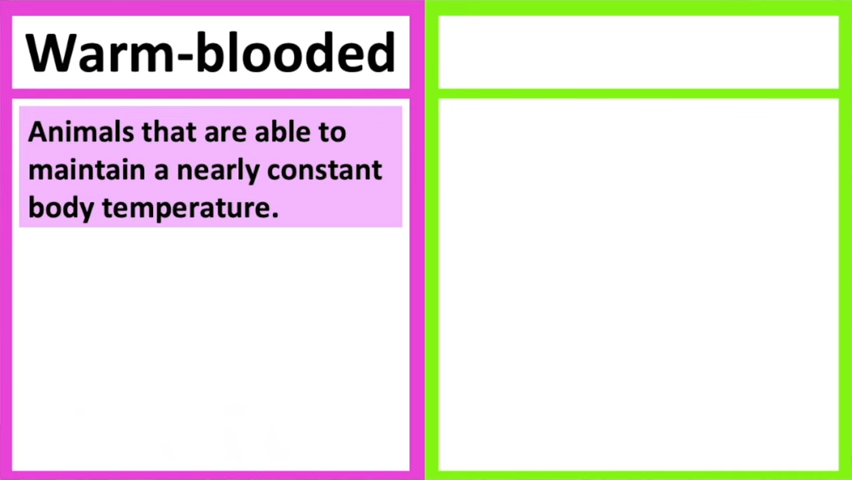 Warm-blooded
Animals that are able to
maintain a nearly constant
body temperature.